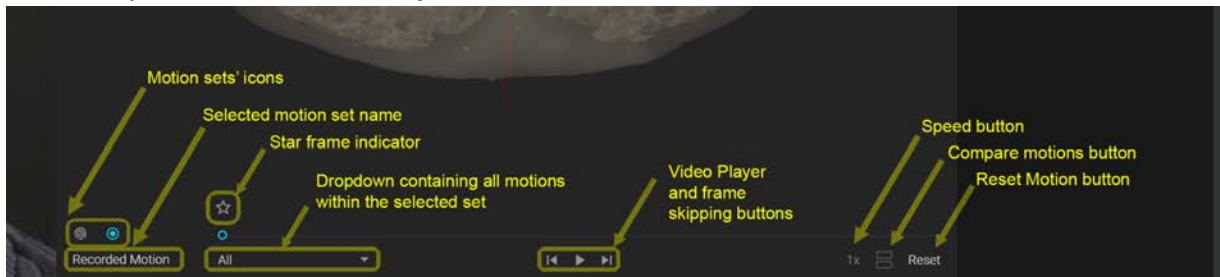 Motion sets' icons
Selected motion set name
Star frame indicator
Dropdown containing all motions
within the selected set
Video Player
and frame
skipping buttons
Speed button
Compare motions button
Reset Motion button
Recorded Motion
All
1x
Reset